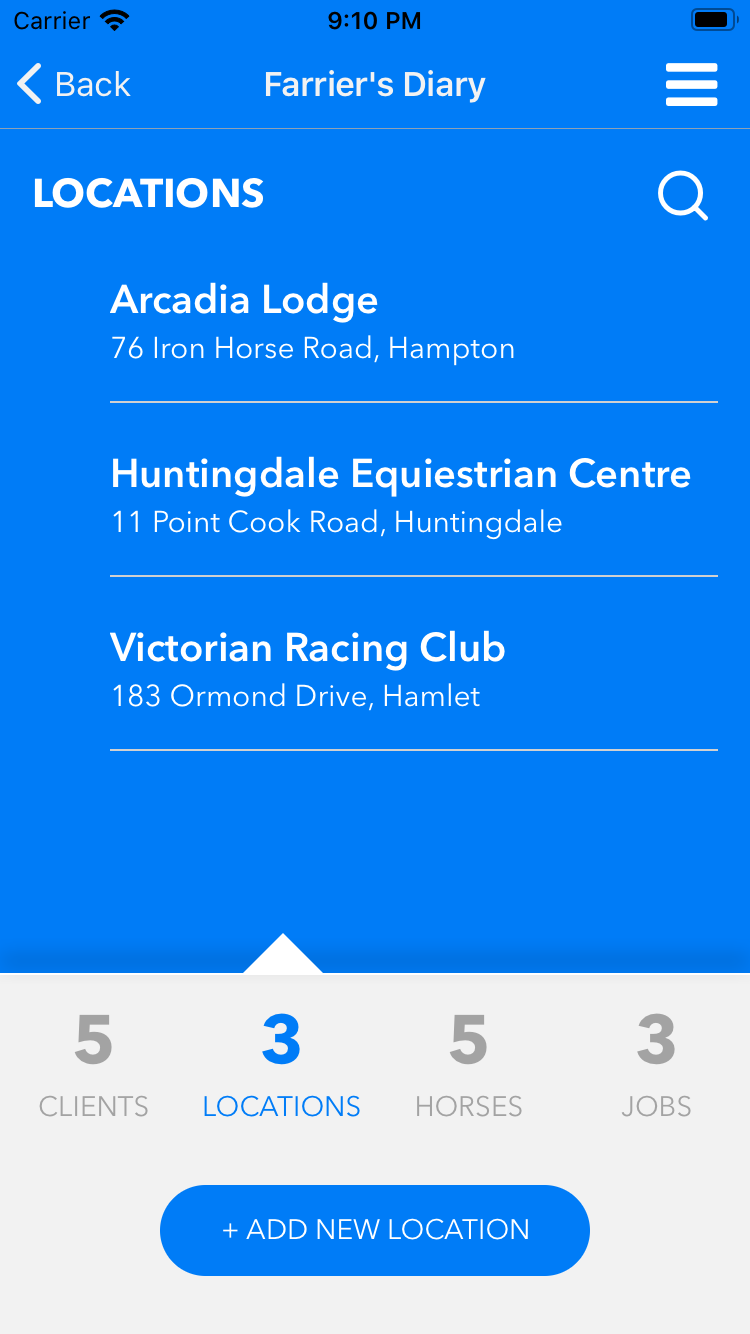 Carrier 9:10 PM
Back Farrier's Diary
LOCATIONS
Arcadia Lodge
76 Iron Horse Road, Hampton
Huntingdale Equiestrian Centre
11 Point Cook Road, Huntingdale
Victorian Racing Club
183 Ormond Drive, Hamlet
5 3 5 3
CLIENTS LOCATIONS HORSES JOBS
+ ADD NEW LOCATION